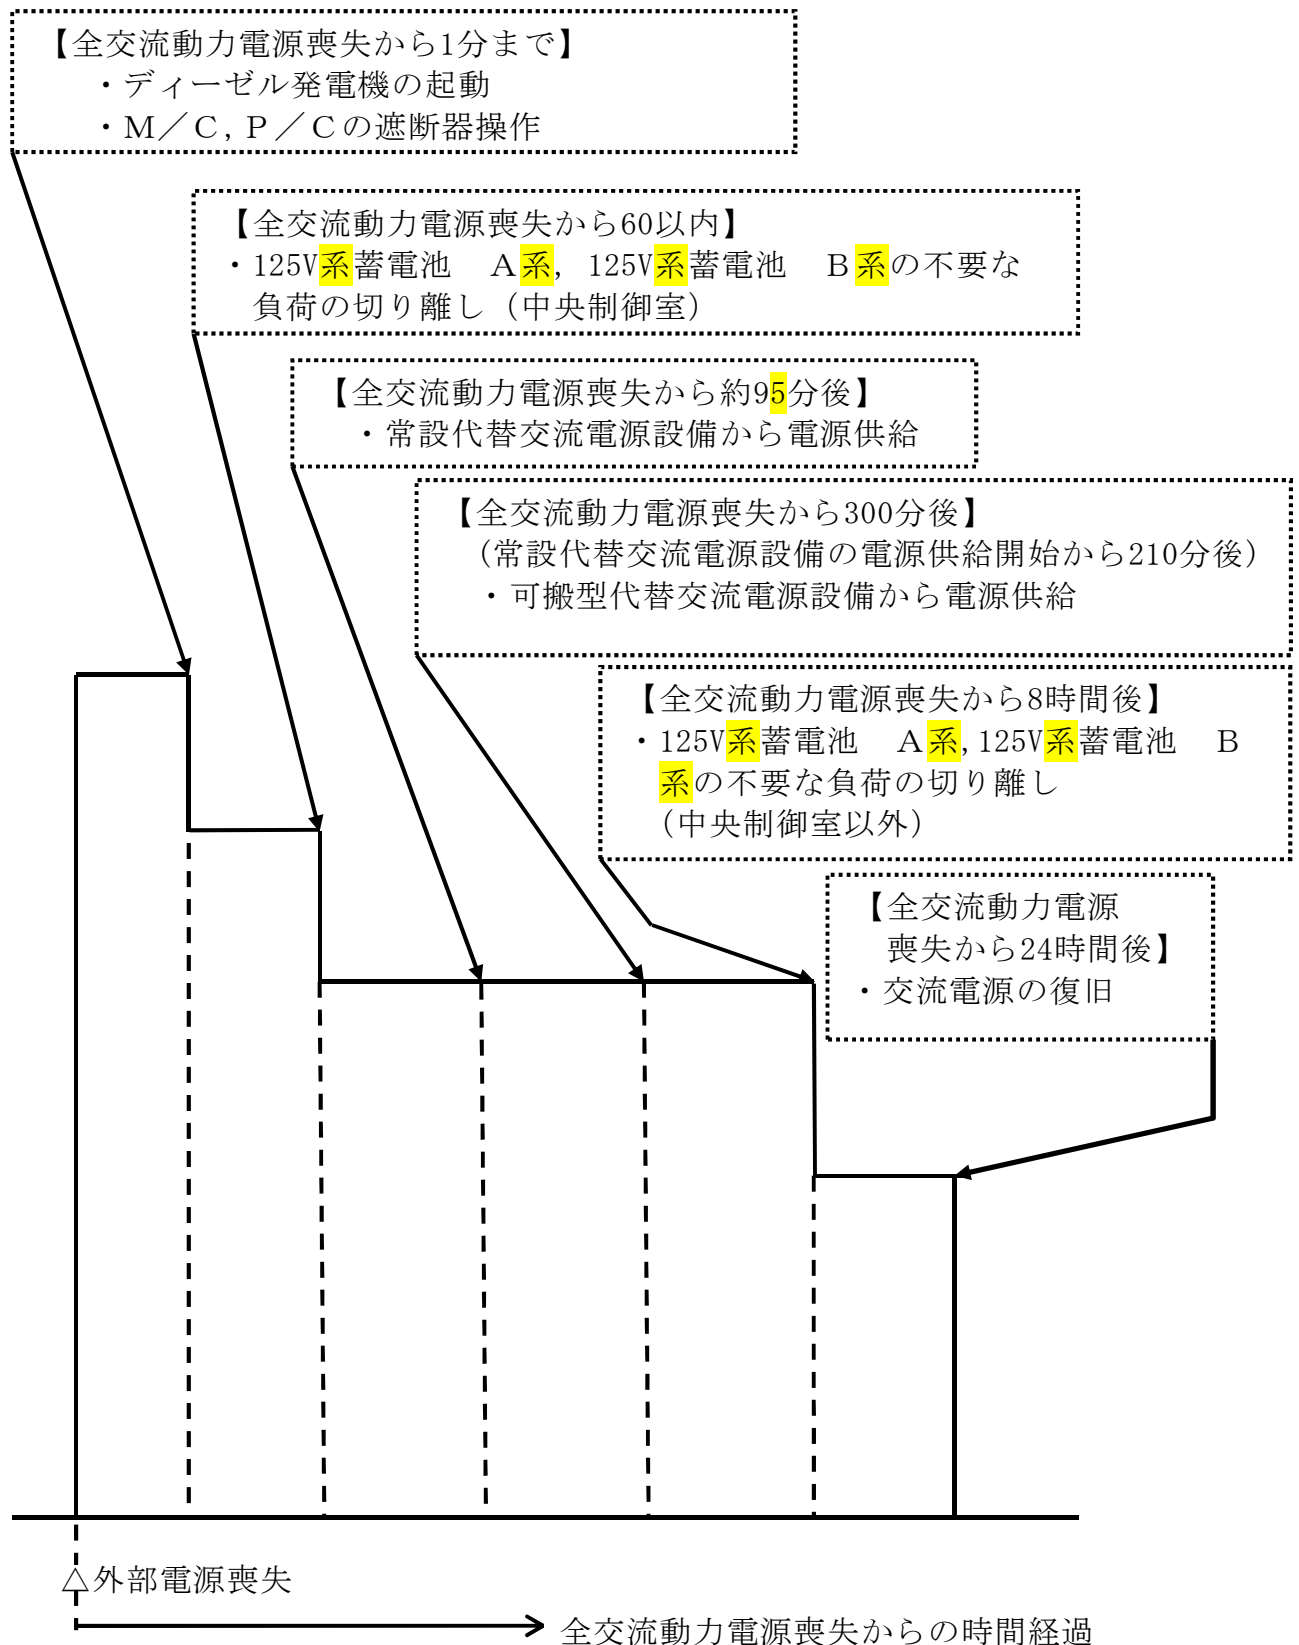 【全交流動力電源喪失から1分まで】
・ディーゼル発電機の起動
・M／C, P／Cの遮断器操作
【全交流動力電源喪失から60以内】
・125V系蓄電池　A系, 125V系蓄電池　B系の不要な
負荷の切り離し（中央制御室）
【全交流動力電源喪失から約95分後】
・常設代替交流電源設備から電源供給
【全交流動力電源喪失から300分後】
（常設代替交流電源設備の電源供給開始から210分後）
・可搬型代替交流電源設備から電源供給
【全交流動力電源喪失から8時間後】
・125V系蓄電池　A系, 125V系蓄電池　B
系の不要な負荷の切り離し
（中央制御室以外）
【全交流動力電源
喪失から24時間後】
・交流電源の復旧
△外部電源喪失
全交流動力電源喪失からの時間経過